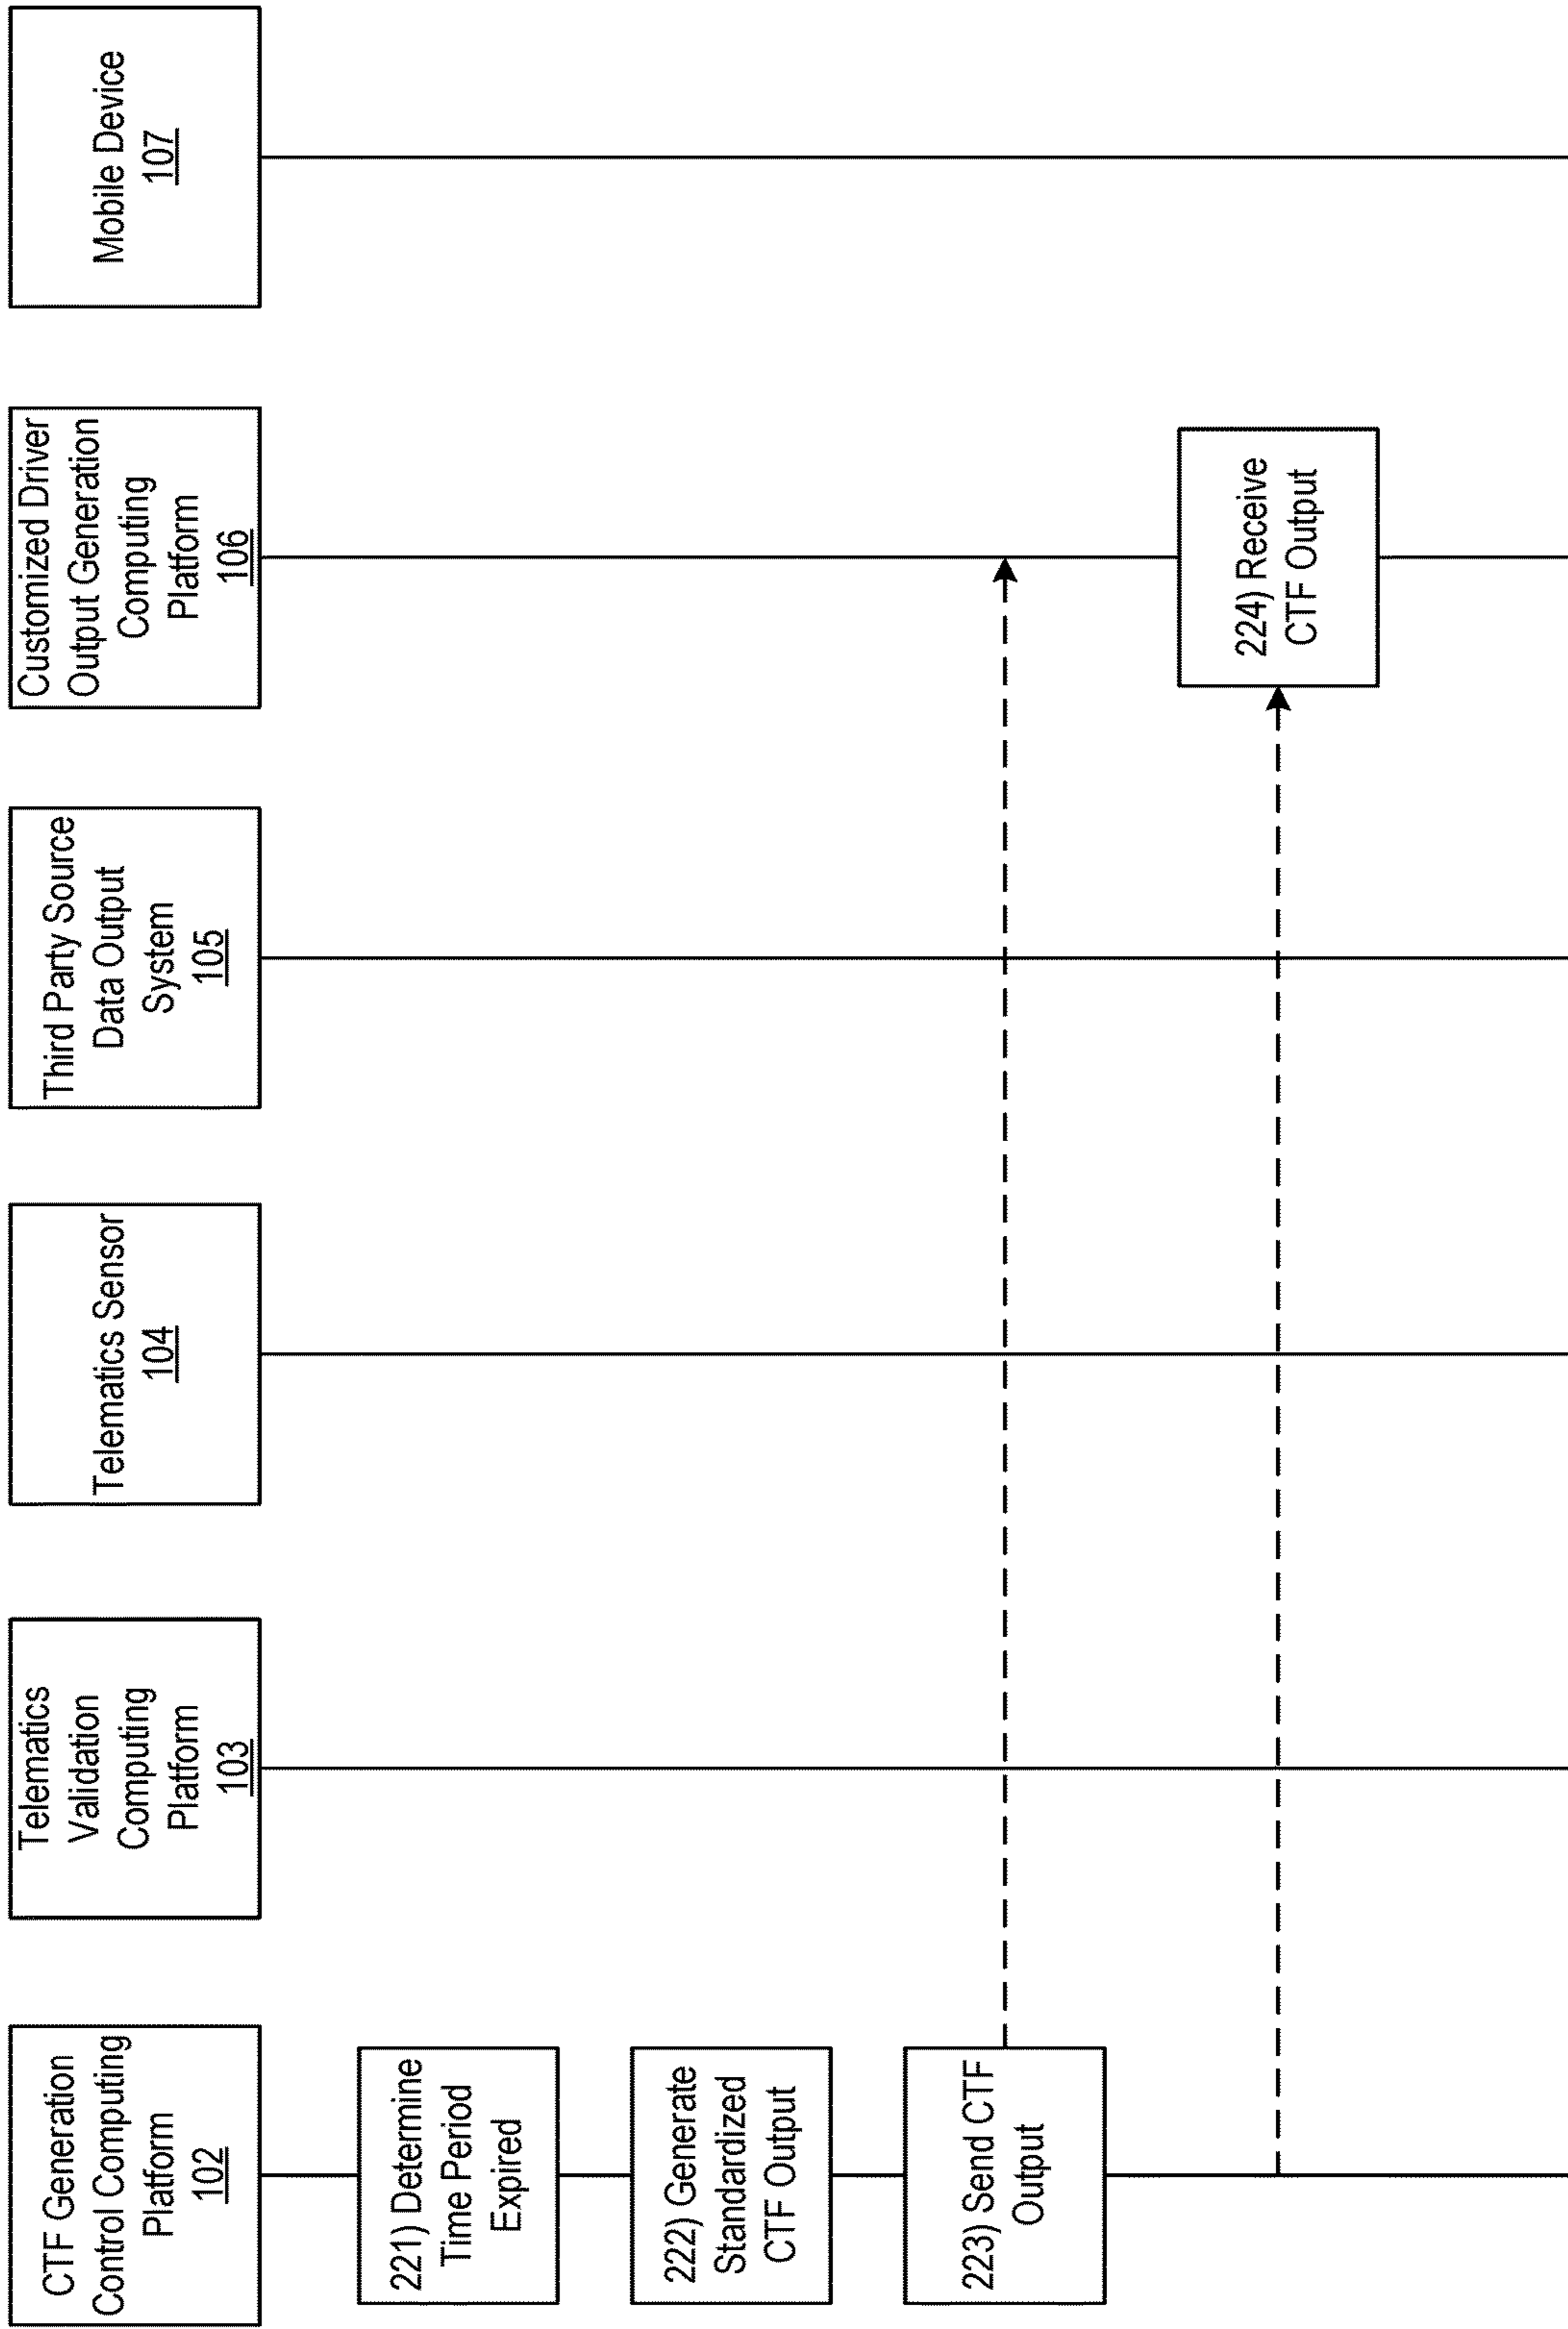 CTF Generation
Control Computing
Platform
102
Telematics
Validation
Computing
Platform
103
Telematics Sensor
104
Third Party Source
Data Output
System
105
Customized Driver
Output Generation
Computing
Platform
106
Mobile Device
107
221) Determine
Time Period
Expired
222) Generate
Standardized
CTF Output
223) Send CTF
Output
224) Receive
CTF Output